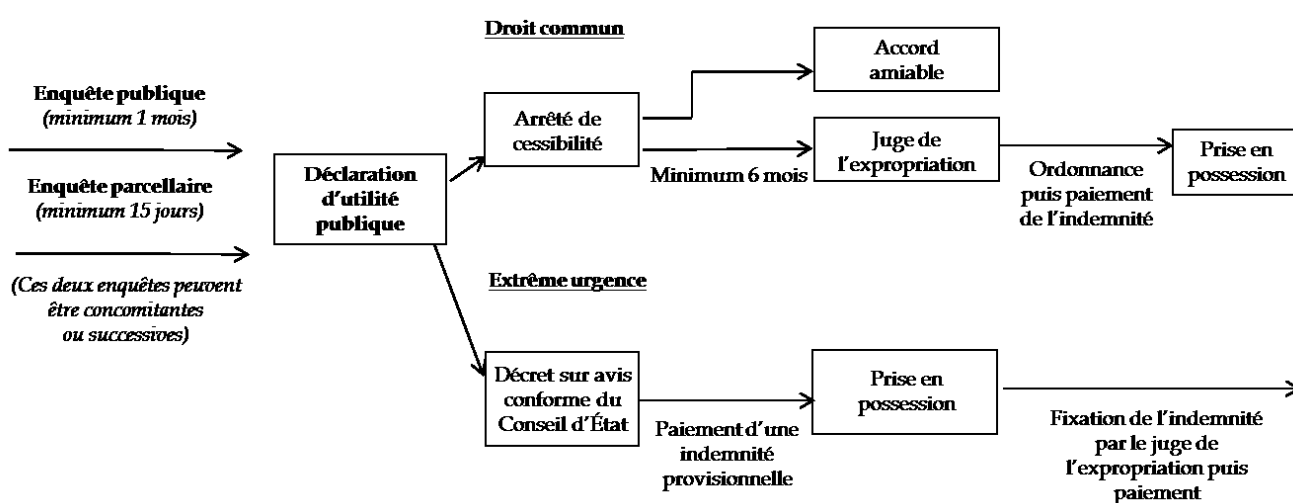 Droit commun
Accord
amiable
Enquête publique
(minimum 1 mois)
Arrêté de
cessibilité
Juge de
l'expropriation
Prise en
possession
Minimum 6 mois
Ordonnance
puis paiement
de l'indemnité
Déclaration
d'utilité
publique
Enquête parcellaire
(minimum 15 jours)
(Ces deux enquêtes peuvent
être concomitantes
ou successives)
Extrême urgence
Décret sur avis
conforme du
Conseil d'État
Paiement d'une
indemnité
provisionnelle
Prise en
possession
Fixation de l'indemnité
par le juge de
l'expropriation puis
paiement